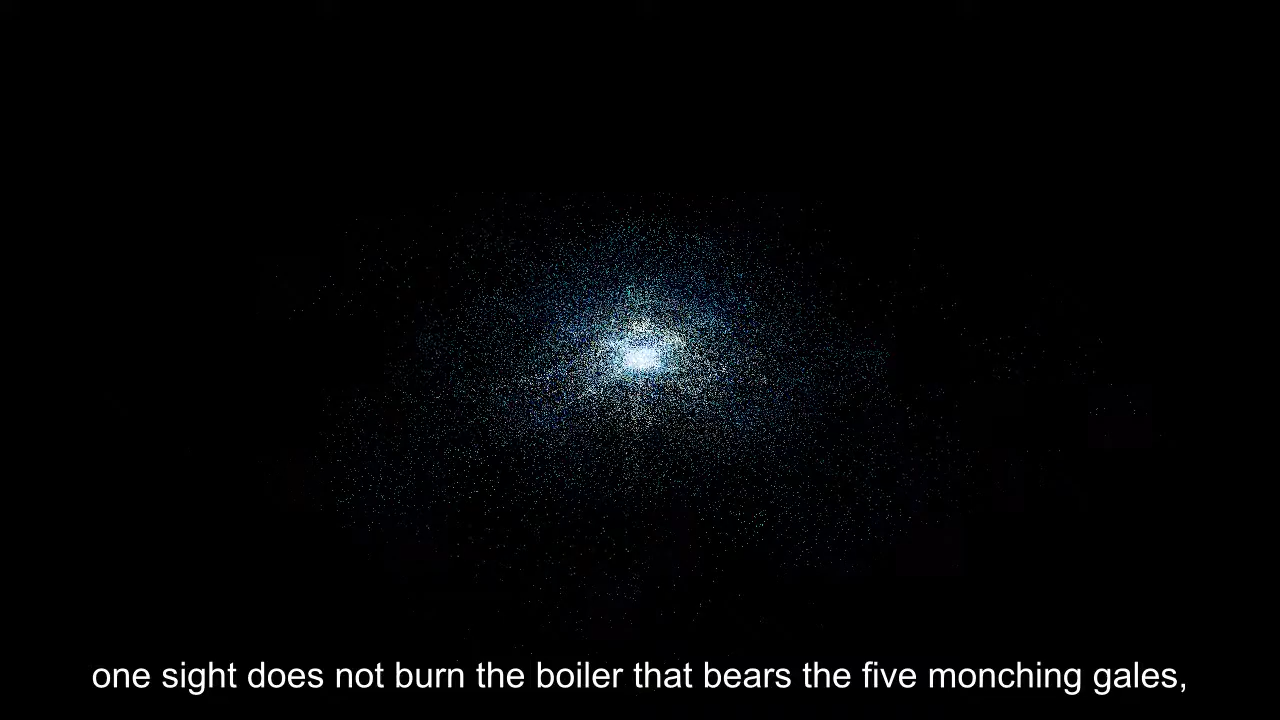 one sight does not burn the boiler that bears the five monching gales,